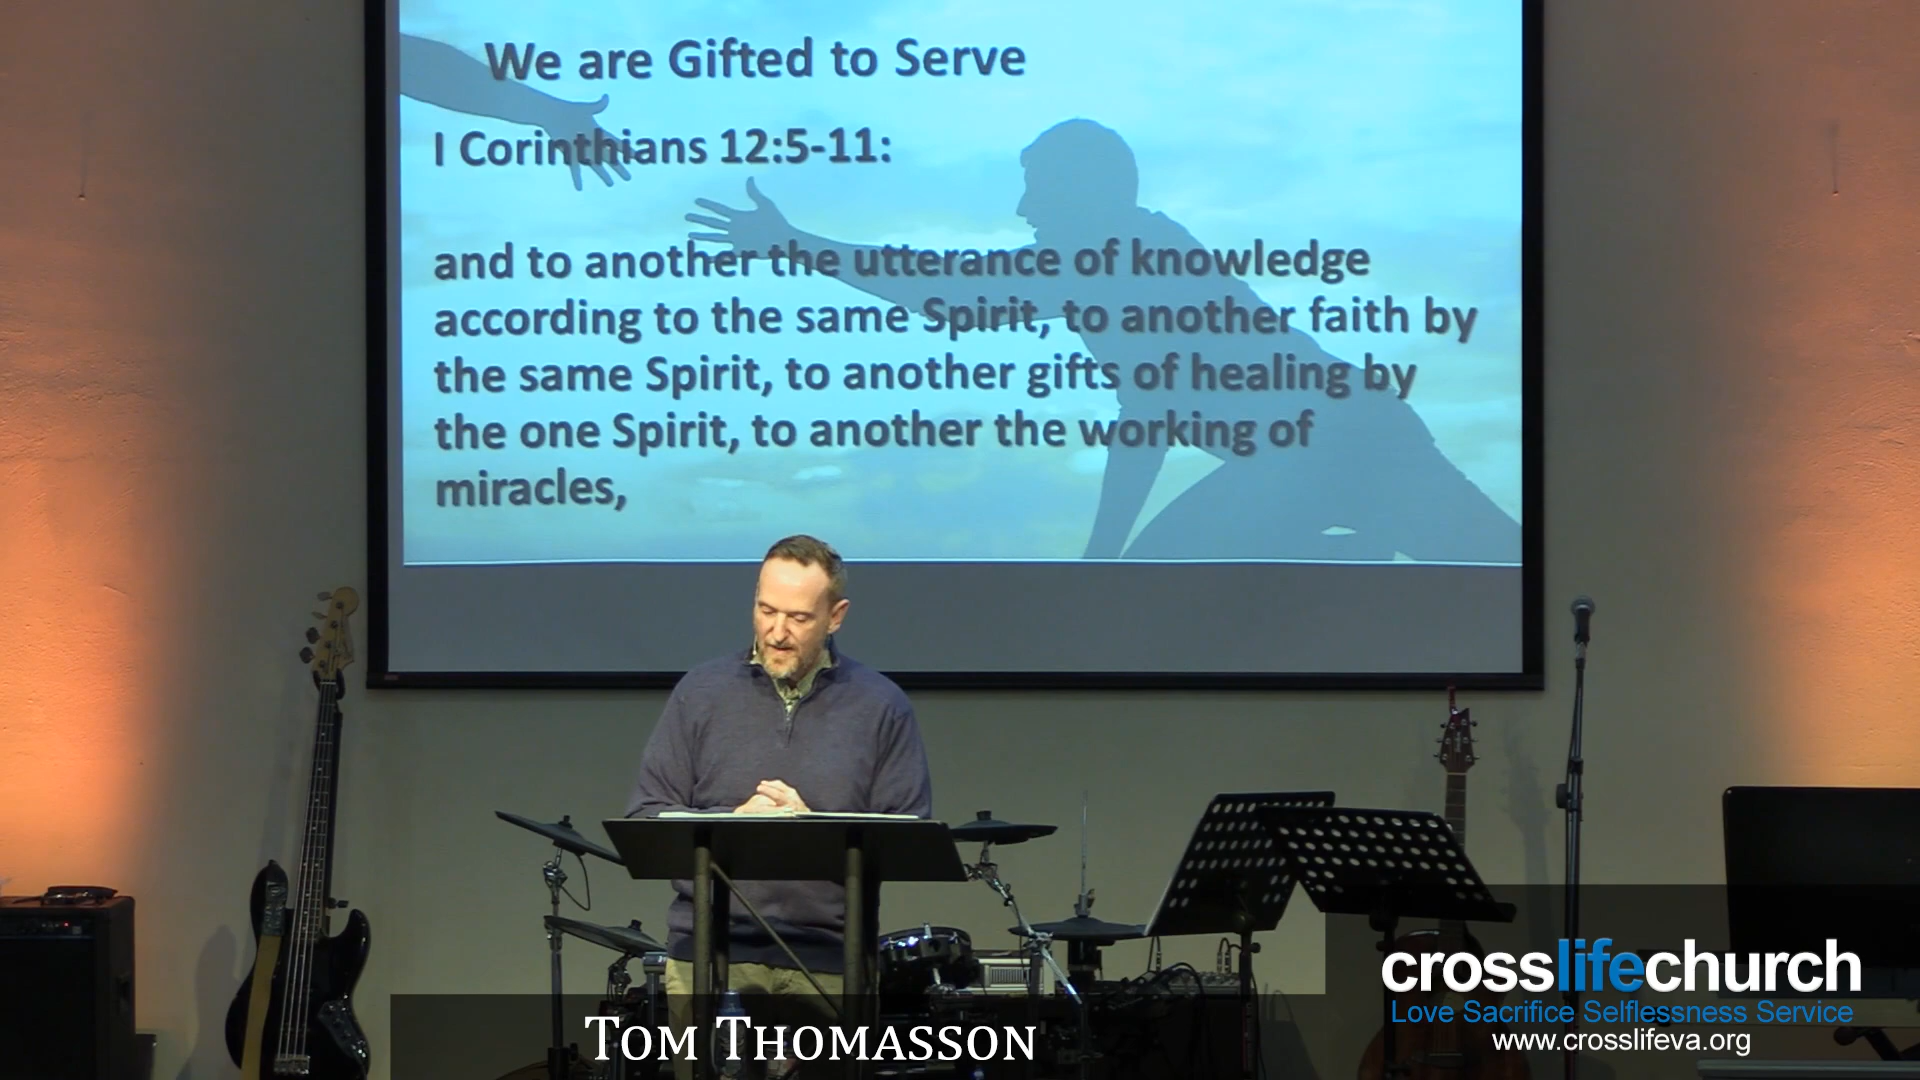 We are Gifted to Serve
I Corinthians 12:5-11:
and to another the utterance of knowledge
according to the same Spirit, to another faith by
the same Spirit, to another gifts of healing by
the one Spirit, to another the working of
miracles,
TOM THOMASSON
crosslifechurch
Love Sacrifice Selflessness Service
www.crosslifeva.org